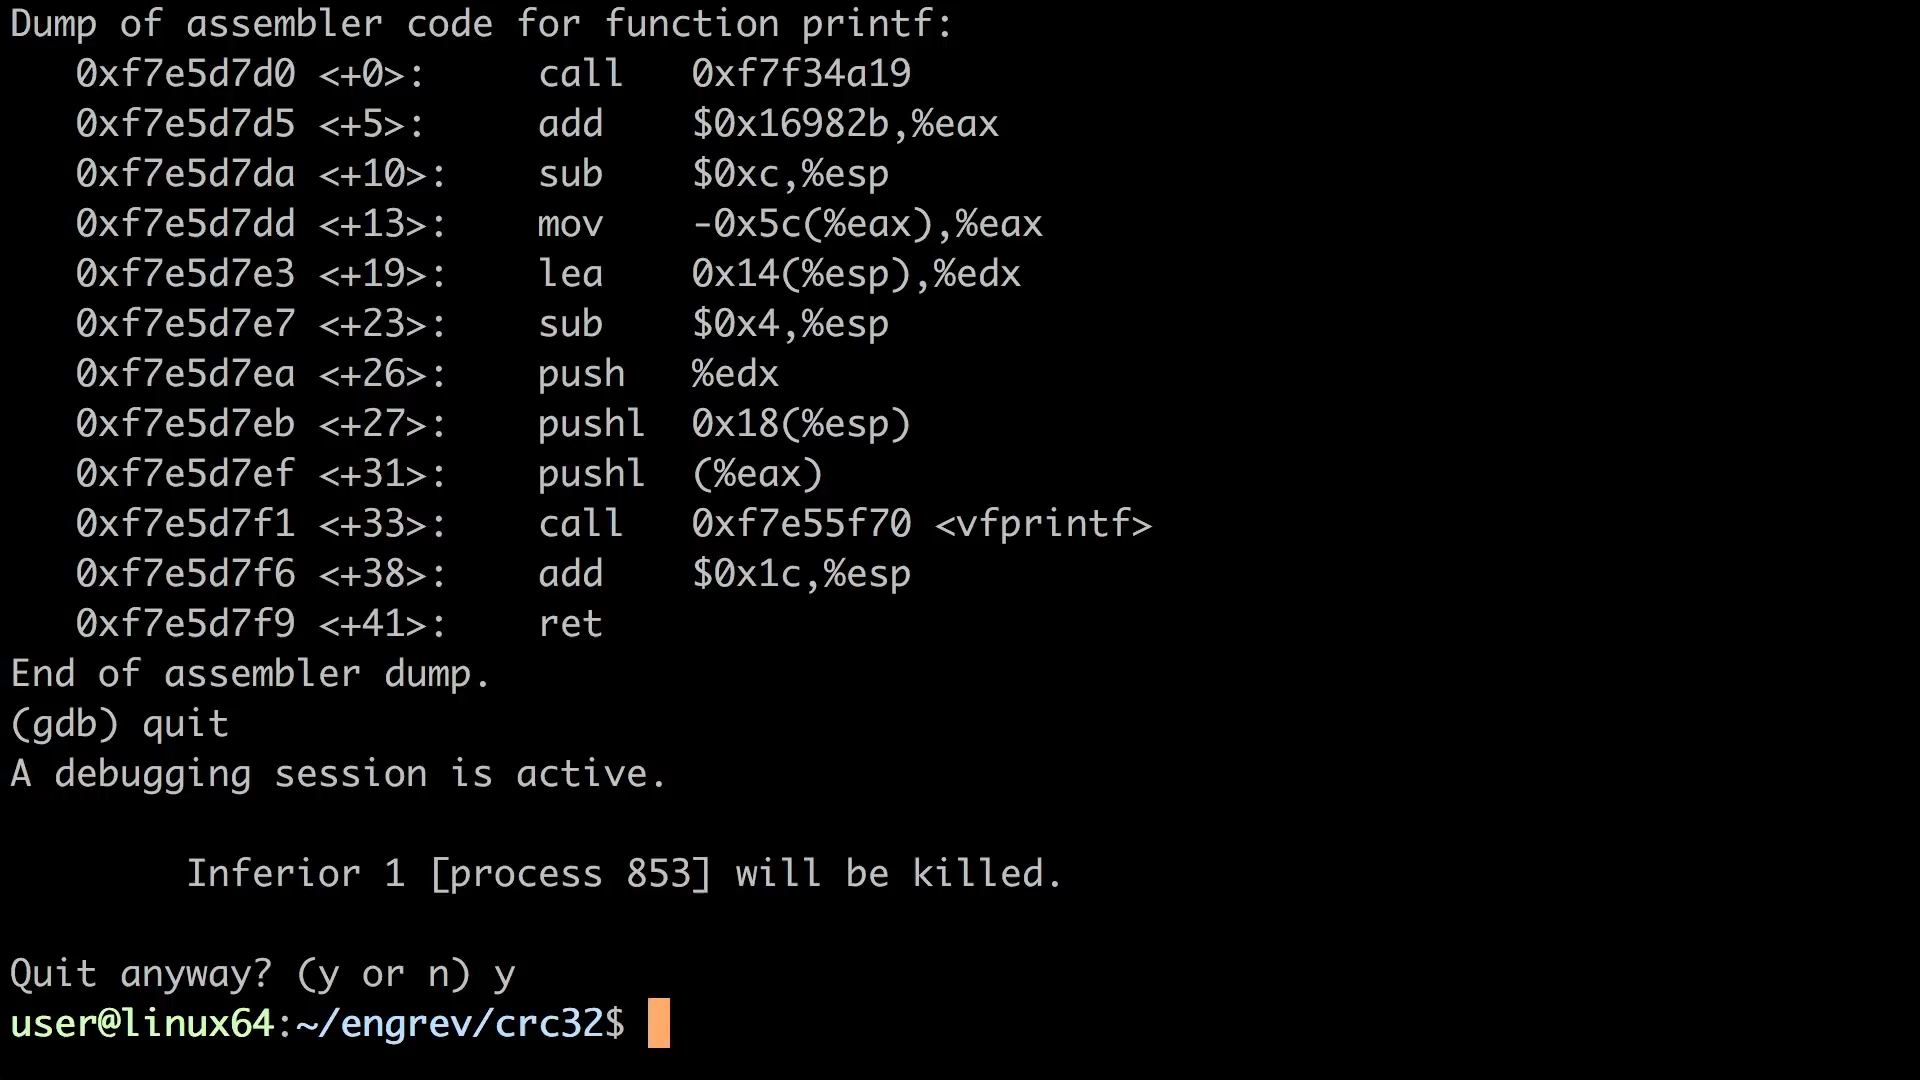 Dump of assembler code for function printf:
   0xf7e5d7d0 <+0>:     call   0xf7f34a19
   0xf7e5d7d5 <+5>:     add    $0x16982b,%eax
   0xf7e5d7da <+10>:    sub    $0xc,%esp
   0xf7e5d7dd <+13>:    mov    -0x5c(%eax),%eax
   0xf7e5d7e3 <+19>:    lea    0x14(%esp),%edx
   0xf7e5d7e7 <+23>:    sub    $0x4,%esp
   0xf7e5d7ea <+26>:    push   %edx
   0xf7e5d7eb <+27>:    pushl  0x18(%esp)
   0xf7e5d7ef <+31>:    pushl  (%eax)
   0xf7e5d7f1 <+33>:    call   0xf7e55f70 <vfprintf>
   0xf7e5d7f6 <+38>:    add    $0x1c,%esp
   0xf7e5d7f9 <+41>:    ret
End of assembler dump.
(gdb) quit
A debugging session is active.
        Inferior 1 [process 853] will be killed.
Quit anyway? (y or n) y
user@linux64:~/engrev/crc32$